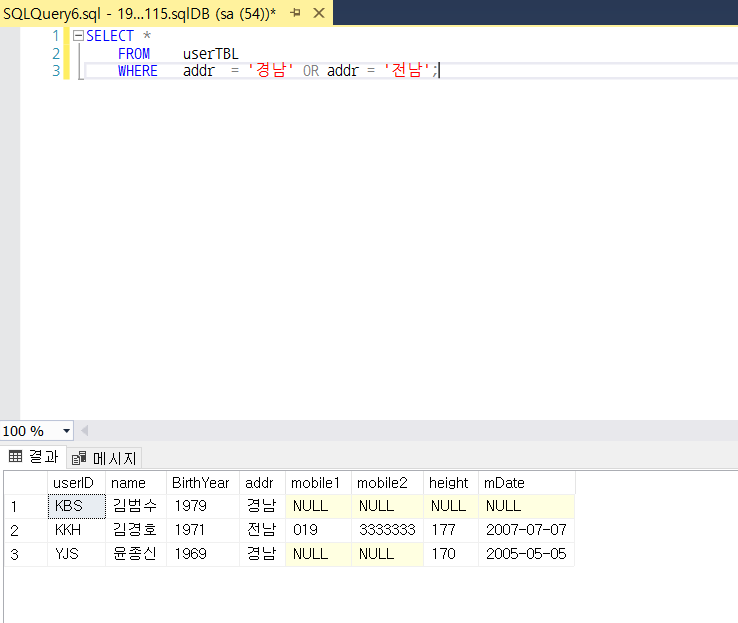 SQLQuery6.sql - 19...115.sqlDB (sa (54))*
1 SELECT *
2 FROM userTBL
3 WHERE addr = '경남' OR addr = '전남';
100 %
결과 메시지
userID name BirthYear addr mobile1 mobile2 height mDate
1 KBS 김범수 1979 경남 NULL NULL NULL NULL
2 KKH 김경호 1971 전남 019 3333333 177 2007-07-07
3 YJS 윤종신 1969 경남 NULL NULL 170 2005-05-05